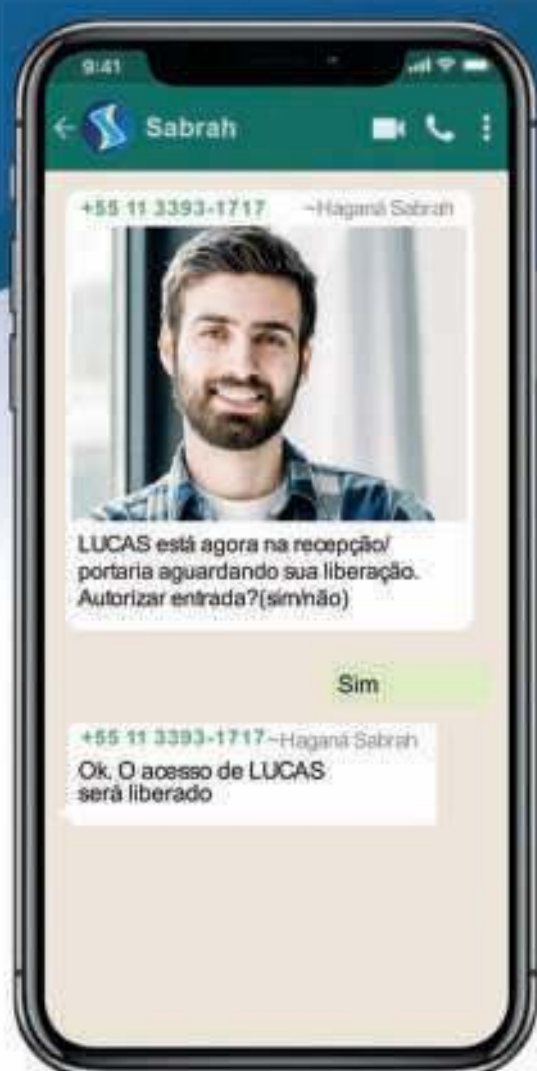 9:41
Sabrah
+55 11 3393-1717 ~Haganá Sabrah
LUCAS está agora na recepção/
portaria aguardando sua liberação.
Autorizar entrada?(sim/não)
Sim
+55 11 3393-1717~Haganá Sabrah
Ok. O acesso de LUCAS
será liberado